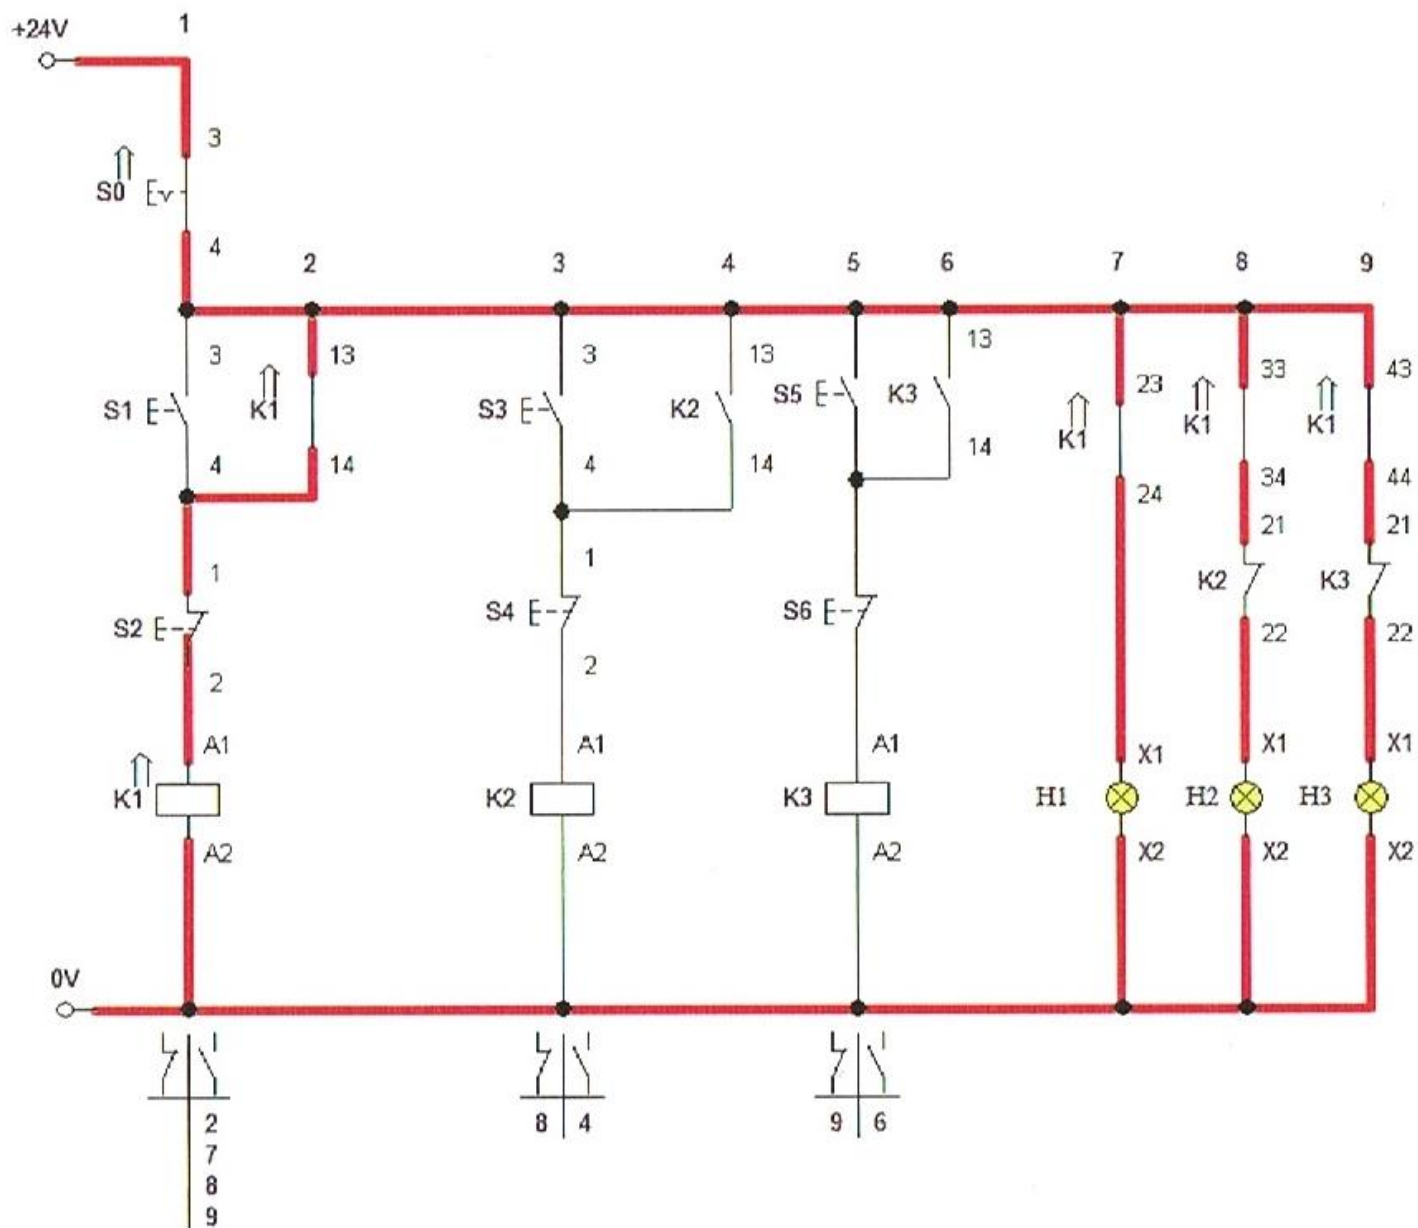 +24V 1
3
S0
4
2 3 4 5 6 7 8 9
3 13 3 13 13 23 33 43
S1 K1 S3 K2 S5 K3 K1 K1 K1
4 14 4 14 14 24 34 44
21 21
1 1 K2 K3
S2 S4 S6 22 22
2 2
A1 A1 A1 X1 X1 X1
K1 K2 K3 H1 H2 H3
A2 A2 A2 X2 X2 X2
0V
2 8 4 9 6
7
8
9